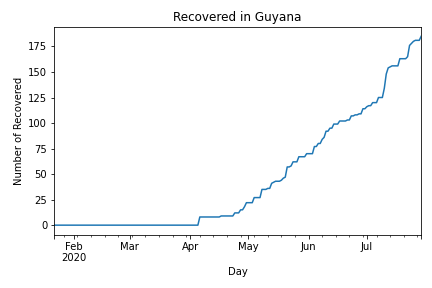 Recovered in Guyana
Number of Recovered
175
150
125
100
75
50
25
0
Feb
2020
Mar
Apr
May
Jun
Jul
Day